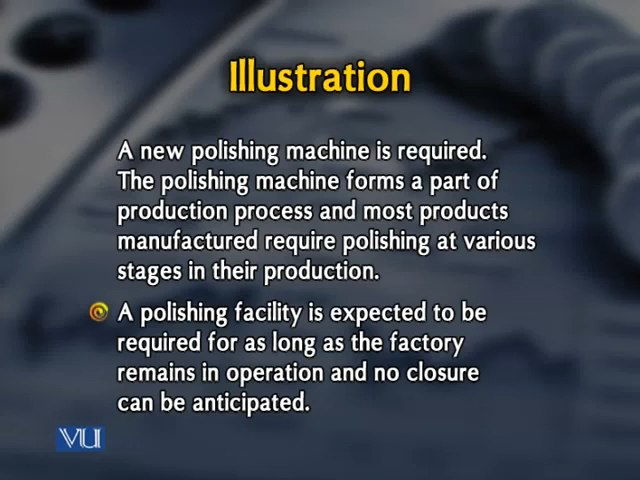 Illustration
A new polishing machine is required.
The polishing machine forms a part of
production process and most products
manufactured require polishing at various
stages in their production.
A polishing facility is expected to be
required for as long as the factory
remains in operation and no closure
can be anticipated.
VU